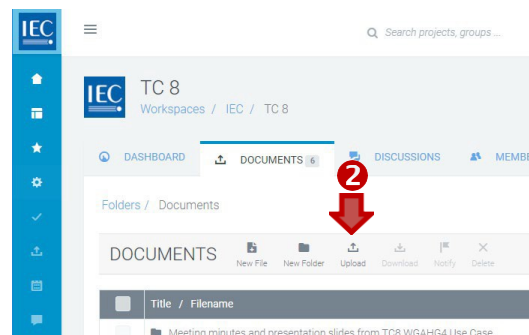 IEC
Search projects, groups ...
IEC
TC 8
Workspaces / IEC / TC 8
DASHBOARD
DOCUMENTS 6
DISCUSSIONS
MEMBE
2
Folders / Documents
DOCUMENTS
New File
New Folder
Upload
Download
Notify
Delete
Title / Filename
Meeting minutes and presentation slides from TC8 WGAHG4 Use Case